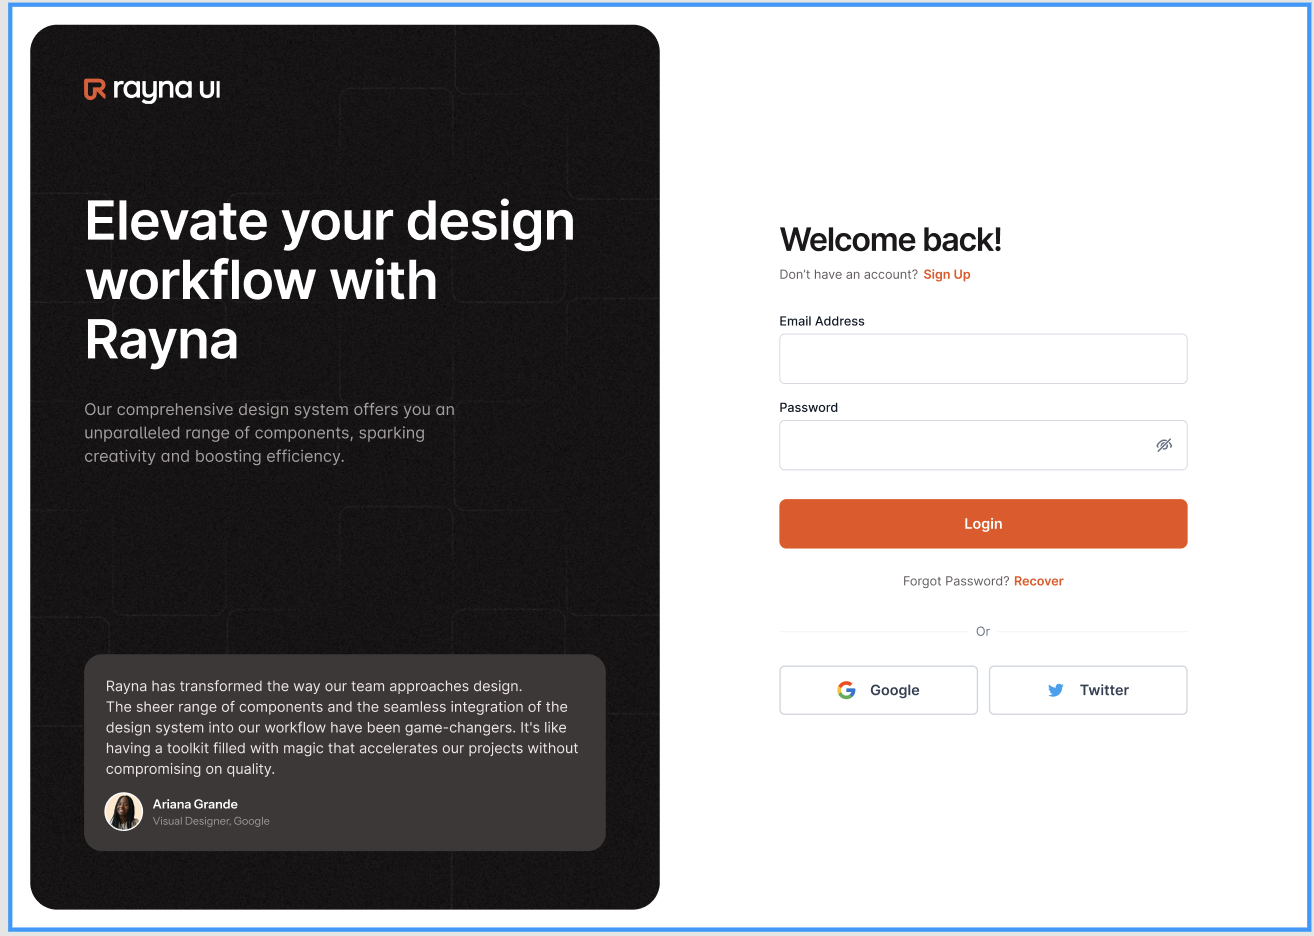 rayna UI
Elevate your design
workflow with
Rayna
Our comprehensive design system offers you an
unparalleled range of components, sparking
creativity and boosting efficiency.
Rayna has transformed the way our team approaches design.
The sheer range of components and the seamless integration of the
design system into our workflow have been game-changers. It's like
having a toolkit filled with magic that accelerates our projects without
compromising on quality.
Ariana Grande
Visual Designer, Google
Welcome back!
Don't have an account? Sign Up
Email Address
Password
Login
Forgot Password? Recover
Or
Google
Twitter